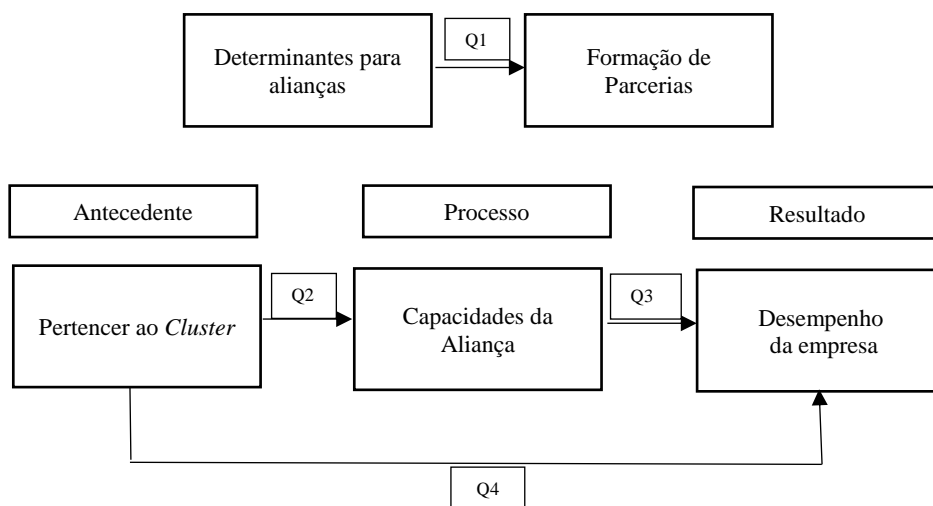 Q1
Determinantes para
alianças
Formação de
Parcerias
Antecedente
Processo
Resultado
Pertencer ao Cluster
Q2
Capacidades da
Aliança
Q3
Desempenho
da empresa
Q4